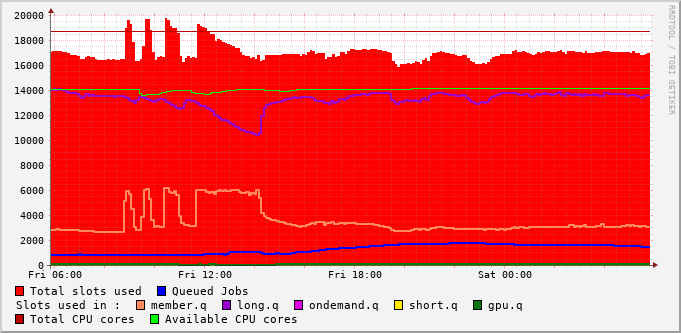 20000
18000
16000
14000
12000
10000
8000
6000
4000
2000
0
Fri 06:00 Fri 12:00 Fri 18:00 Sat 00:00
Total slots used Queued Jobs
Slots used in : member.q long.q ondemand.q short.q gpu.q
Total CPU cores Available CPU cores
RRDTOOL / TOBI OETIKER